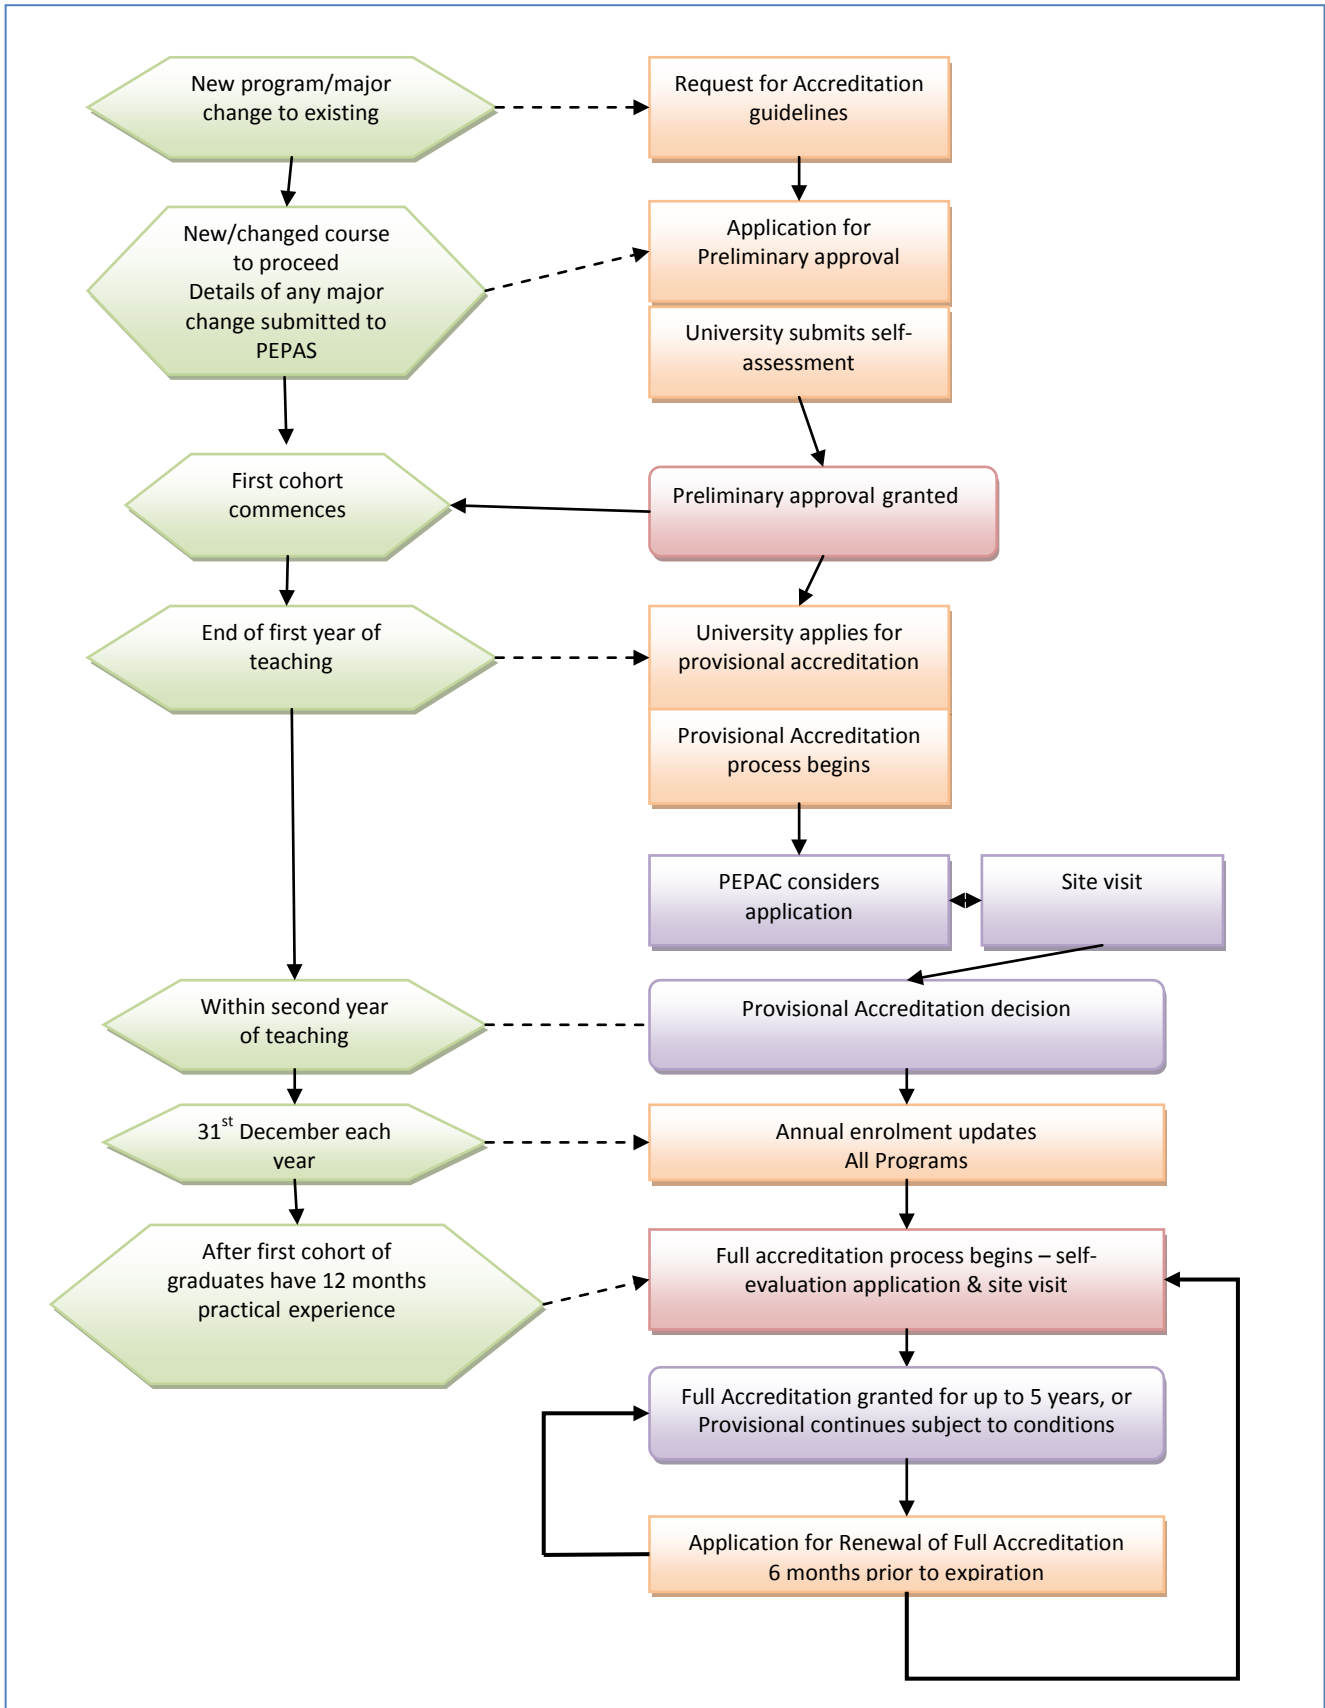 New program/major
change to existing
Request for Accreditation
guidelines
New/changed course
to proceed
Details of any major
change submitted to
PEPAS
Application for
Preliminary approval
University submits self-
assessment
First cohort
commences
Preliminary approval granted
End of first year of
teaching
University applies for
provisional accreditation
Provisional Accreditation
process begins
PEPAC considers
application
Site visit
Within second year
of teaching
Provisional Accreditation decision
31st December each
year
Annual enrolment updates
All Programs
After first cohort of
graduates have 12 months
practical experience
Full accreditation process begins – self-
evaluation application & site visit
Full Accreditation granted for up to 5 years, or
Provisional continues subject to conditions
Application for Renewal of Full Accreditation
6 months prior to expiration